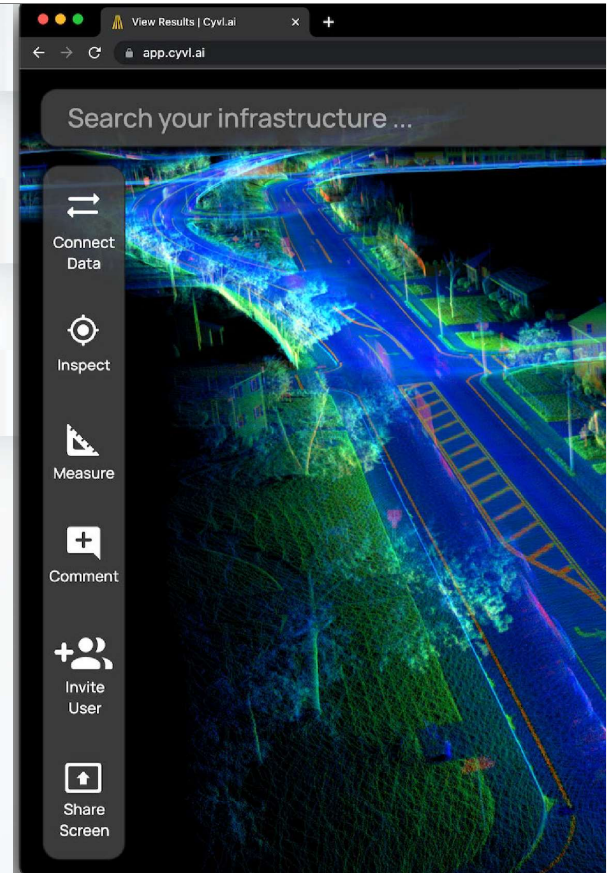 View Results | Cyvl.ai
app.cyvl.ai
Search your infrastructure ...
Connect
Data
Inspect
Measure
Comment
Invite
User
Share
Screen